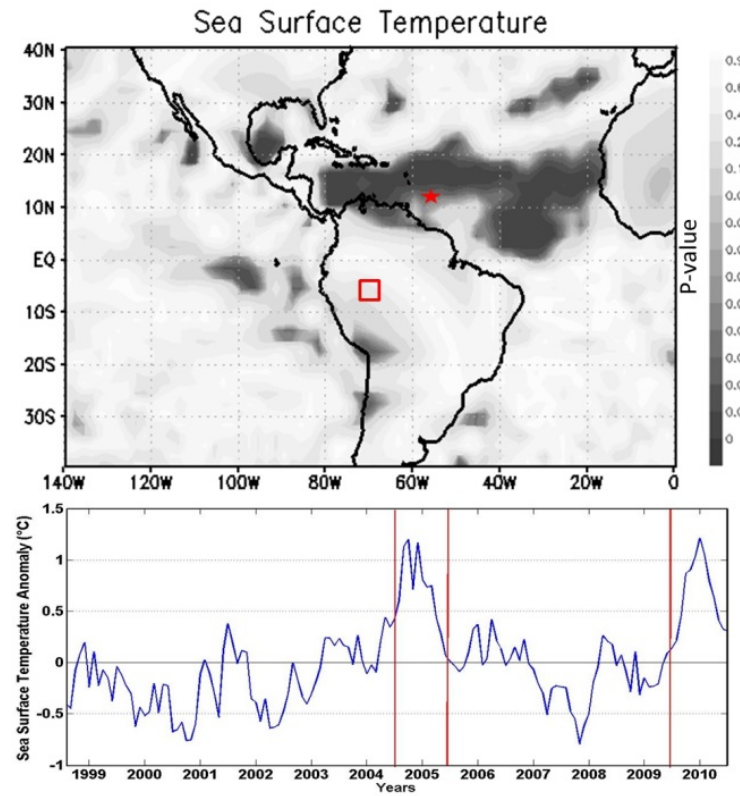 Sea Surface Temperature
40N
30N
20N
10N
EQ
10S
20S
30S
140W 120W 100W 80W 60W 40W 20W 0
P-value
0
1.5
1
0.5
0
-0.5
-1
Sea Surface Temperature Anomaly (°C)
1999 2000 2001 2002 2003 2004 2005 2006 2007 2008 2009 2010
Years